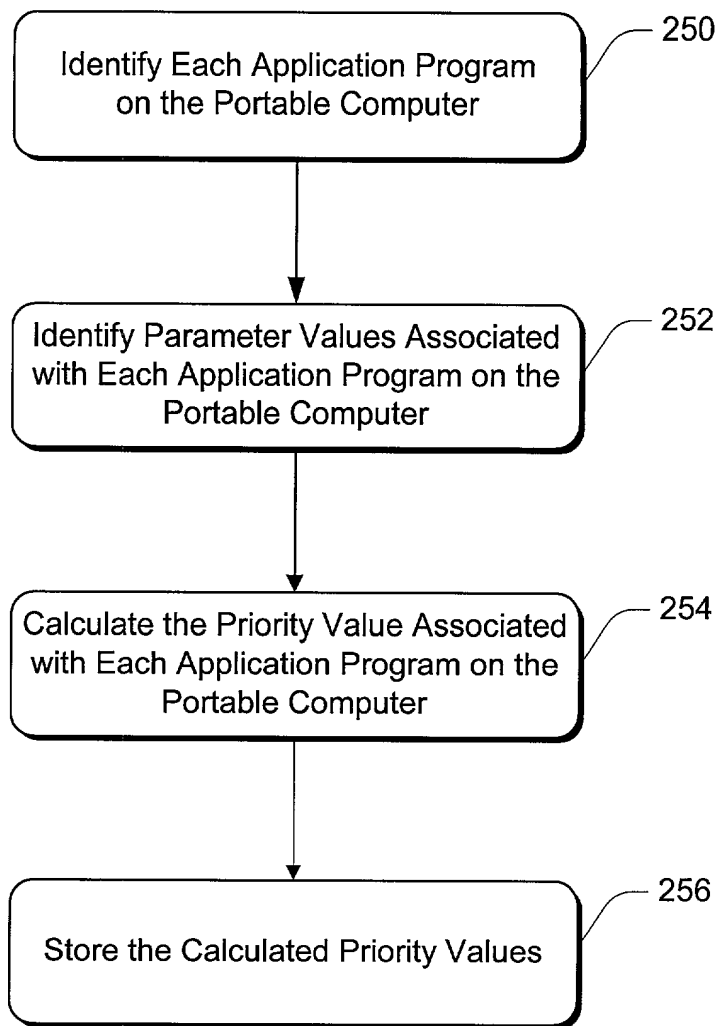 250
Identify Each Application Program
on the Portable Computer
252
Identify Parameter Values Associated
with Each Application Program on the
Portable Computer
254
Calculate the Priority Value Associated
with Each Application Program on the
Portable Computer
256
Store the Calculated Priority Values